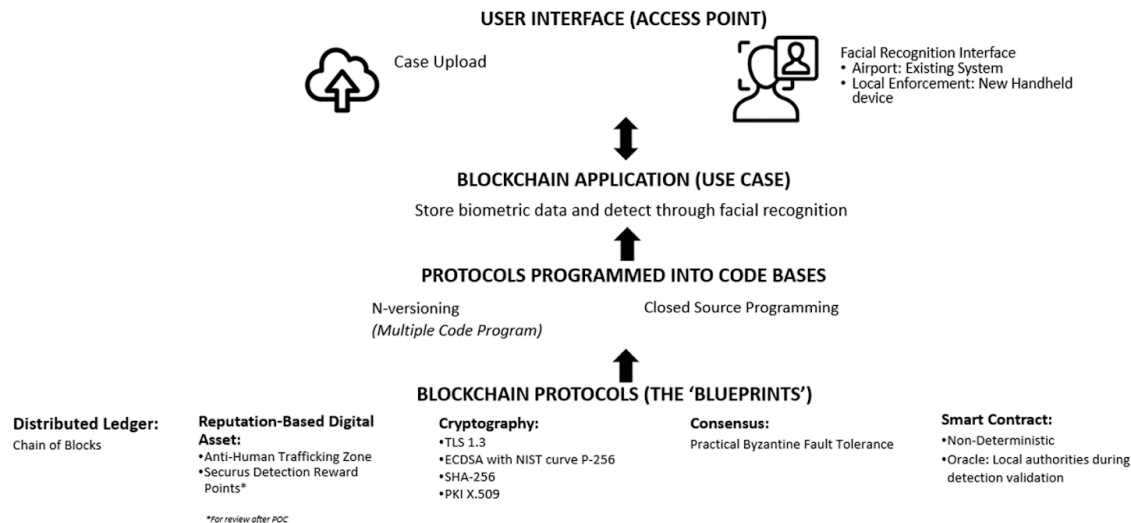 USER INTERFACE (ACCESS POINT)
Case Upload
Facial Recognition Interface
• Airport: Existing System
• Local Enforcement: New Handheld
device
BLOCKCHAIN APPLICATION (USE CASE)
Store biometric data and detect through facial recognition
PROTOCOLS PROGRAMMED INTO CODE BASES
N-versioning
(Multiple Code Program)
Closed Source Programming
BLOCKCHAIN PROTOCOLS (THE ‘BLUEPRINTS’)
Distributed Ledger:
Chain of Blocks
Reputation-Based Digital
Asset:
•Anti-Human Trafficking Zone
•Securus Detection Reward
Points*
*For review after POC
Cryptography:
•TLS 1.3
•ECDSA with NIST curve P-256
•SHA-256
•PKI X.509
Consensus:
Practical Byzantine Fault Tolerance
Smart Contract:
•Non-Deterministic
•Oracle: Local authorities during
detection validation